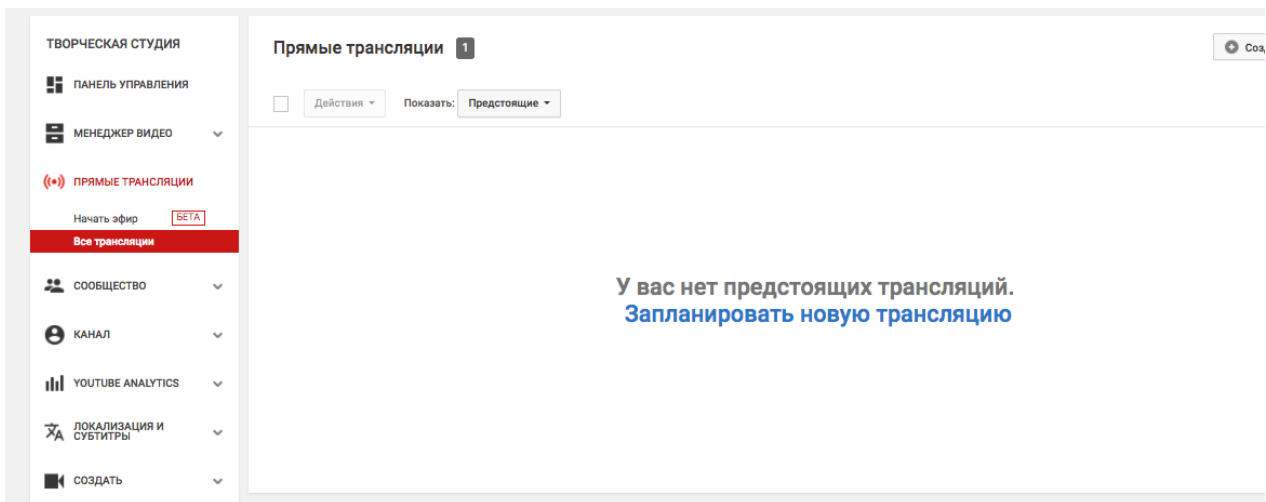 ТВОРЧЕСКАЯ СТУДИЯ
ПАНЕЛЬ УПРАВЛЕНИЯ
МЕНЕДЖЕР ВИДЕО
ПРЯМЫЕ ТРАНСЛЯЦИИ
Начать эфир БЕТА
Все трансляции
СООБЩЕСТВО
КАНАЛ
YOUTUBE ANALYTICS
ЛОКАЛИЗАЦИЯ И
СУБТИТРЫ
СОЗДАТЬ
Прямые трансляции 1
Соз
Действия Показать: Предстоящие
У вас нет предстоящих трансляций.
Запланировать новую трансляцию